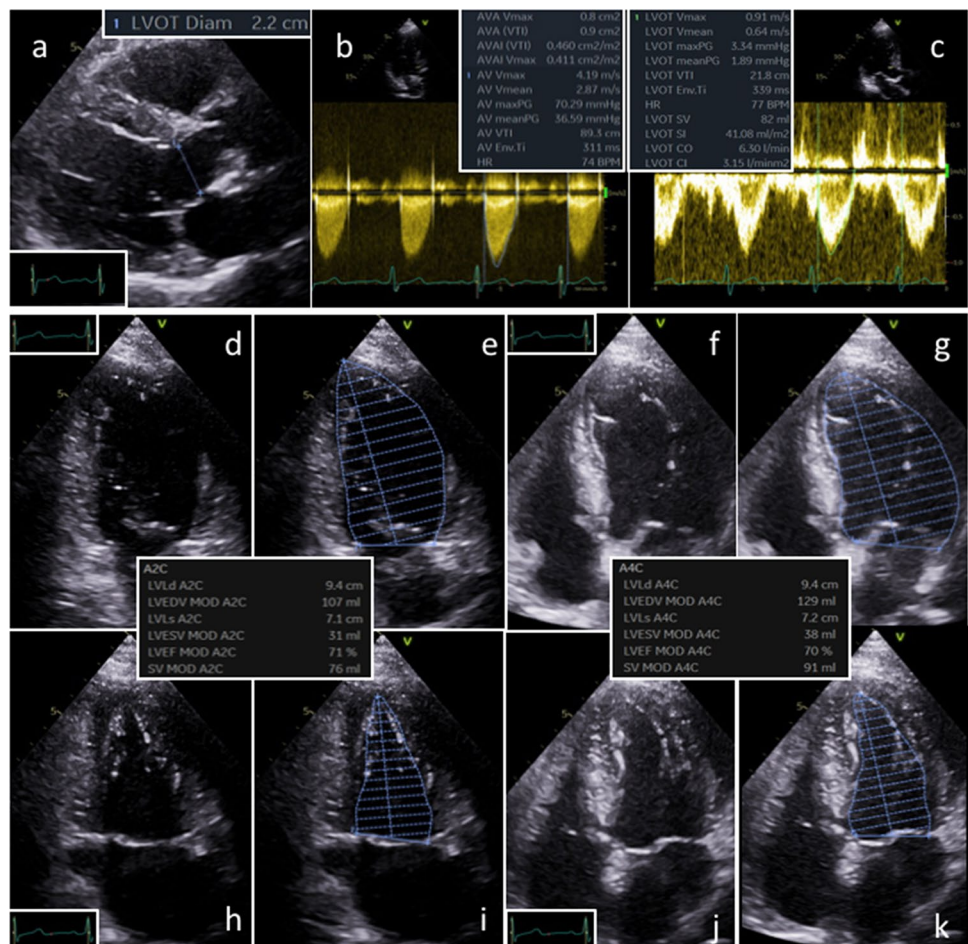 a
1 LVOT Diam 2.2 cm
b
AVA Vmax 0.8 cm2
AVA (VTI) 0.9 cm2
AVAI (VTI) 0.460 cm2/m2
AVAI Vmax 0.411 cm2/m2
1 AV Vmax 4.19 m/s
AV Vmean 2.87 m/s
AV maxPG 70.29 mmHg
AV meanPG 36.59 mmHg
AV VTI 89.3 cm
AV Env.Ti 311 ms
HR 74 BPM
1 LVOT Vmax 0.91 m/s
LVOT Vmean 0.64 m/s
LVOT maxPG 3.34 mmHg
LVOT meanPG 1.89 mmHg
LVOT VTI 21.8 cm
LVOT Env.Ti 339 ms
HR 77 BPM
LVOT SV 82 ml
LVOT SI 41.08 ml/m2
LVOT CO 6.30 l/min
LVOT CI 3.15 l/minm2
c
V
5
d
e
f
g
V
V
V
V
5
5
5
5
A2C
LVLd A2C 9.4 cm
LVEDV MOD A2C 107 ml
LVLs A2C 7.1 cm
LVESV MOD A2C 31 ml
LVEF MOD A2C 71 %
SV MOD A2C 76 ml
A4C
LVLd A4C 9.4 cm
LVEDV MOD A4C 129 ml
LVLs A4C 7.2 cm
LVESV MOD A4C 38 ml
LVEF MOD A4C 70 %
SV MOD A4C 91 ml
h
i
j
k